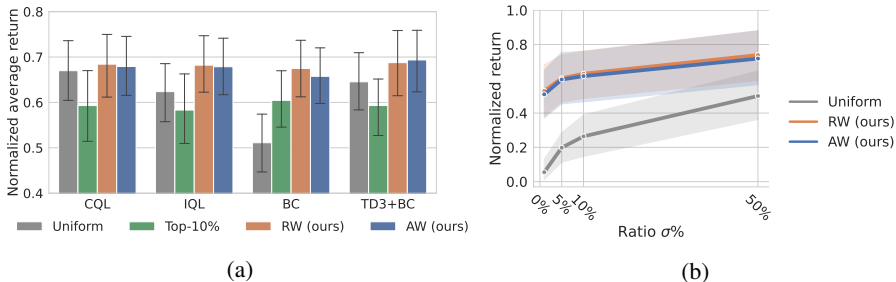 Normalized average return
0.8
0.7
0.6
0.5
0.4
CQL
IQL
BC
TD3+BC
Uniform
Top-10%
RW (ours)
AW (ours)
(a)
Normalized return
1.0
0.8
0.6
0.4
0.2
0.0
0%
5%
10%
50%
Ratio σ%
Uniform
RW (ours)
AW (ours)
(b)